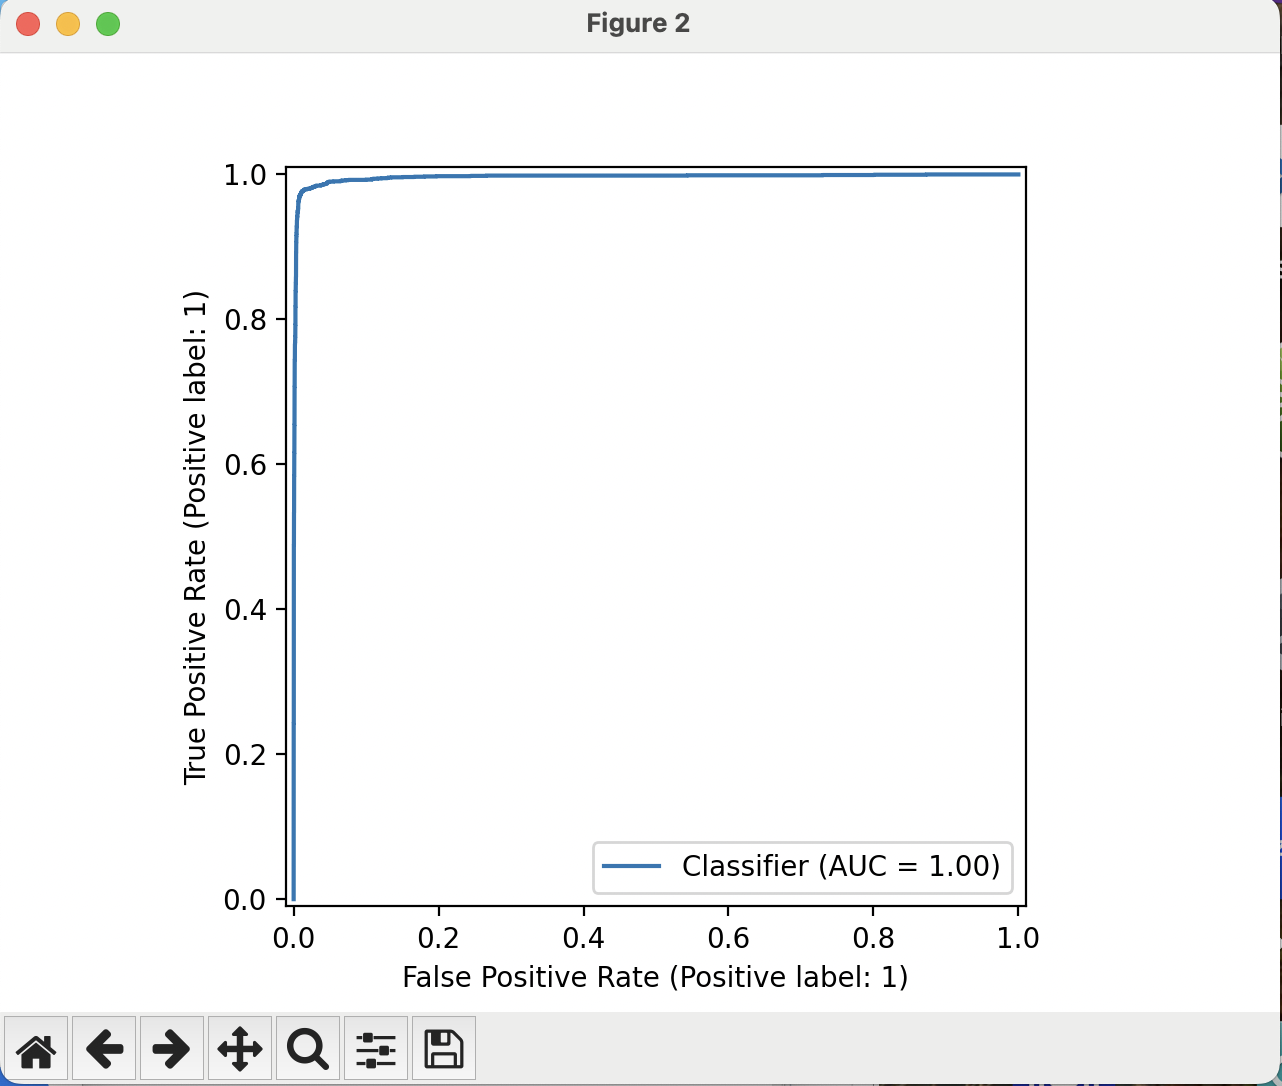 Figure 2
1.0
0.8
0.6
0.4
0.2
0.0
True Positive Rate (Positive label: 1)
Classifier (AUC = 1.00)
0.0 0.2 0.4 0.6 0.8 1.0
False Positive Rate (Positive label: 1)